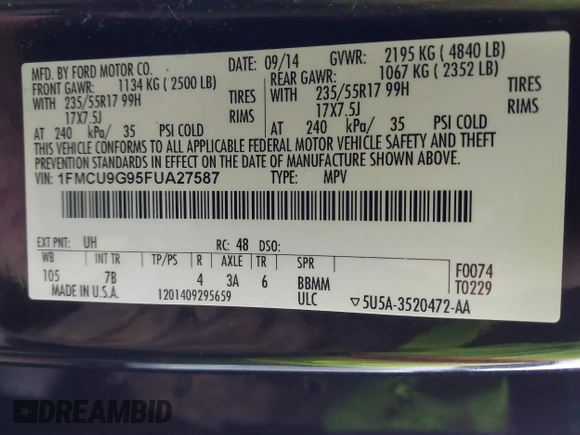 MFD. BY FORD MOTOR CO.
DATE: 09/14
GVWR: 2195 KG ( 4840 LB)
FRONT GAWR: 1134 KG ( 2500 LB)
REAR GAWR: 1067 KG ( 2352 LB)
WITH 235/55R17 99H TIRES
WITH 235/55R17 99H TIRES
17X7.5J RIMS
17X7.5J RIMS
AT 240 kPa/ 35 PSI COLD
AT 240 kPa/ 35 PSI COLD
THIS VEHICLE CONFORMS TO ALL APPLICABLE FEDERAL MOTOR VEHICLE SAFETY AND THEFT
PREVENTION STANDARDS IN EFFECT ON THE DATE OF MANUFACTURE SHOWN ABOVE.
VIN: 1FMCU9G95FUA27587
TYPE: MPV
EXT PNT: UH RC: 48 DSO:
WB INT TR TP/PS R AXLE TR SPR
105 7B 4 3A 6 BBMM
F0074
T0229
MADE IN U.S.A. 1201409295659 ULC ▽5U5A-3520472-AA
DREAMBID